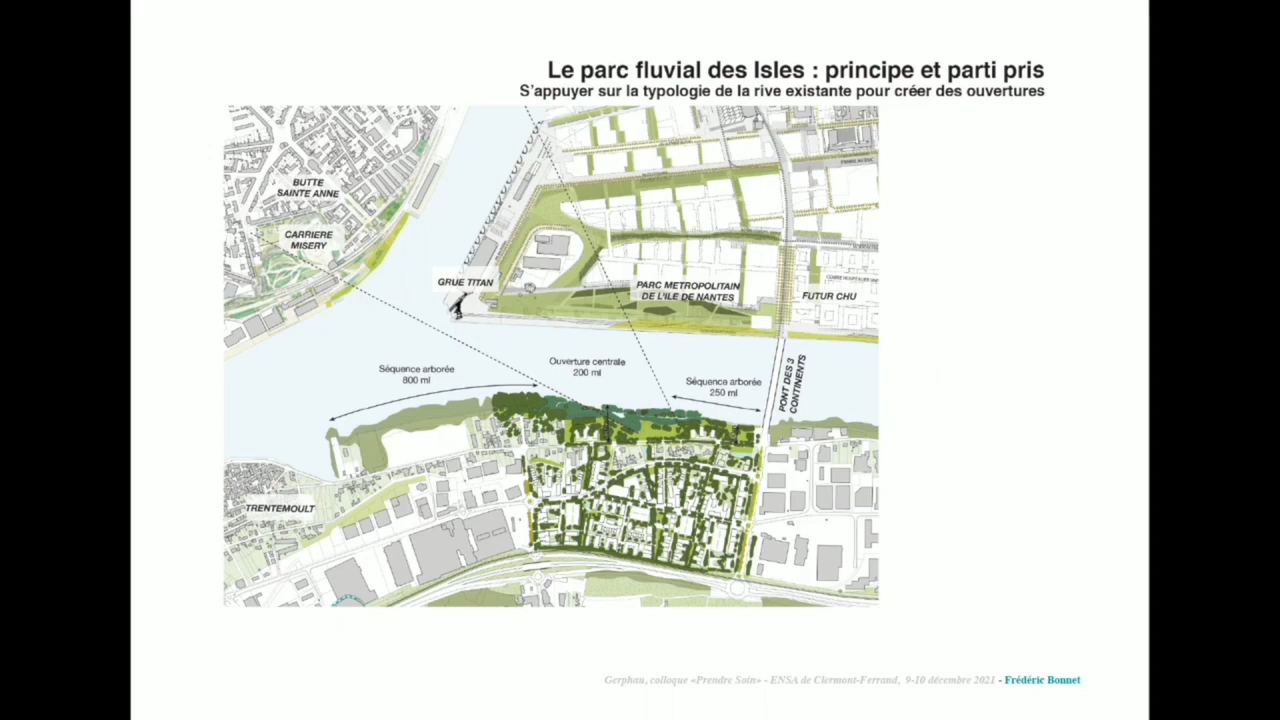 Le parc fluvial des Isles : principe et parti pris
S'appuyer sur la typologie de la rive existante pour créer des ouvertures
BUTTE
SAINTE ANNE
CARRIERE
MISERY
GRUE TITAN
PARC METROPOLITAIN
DE L'ILE DE NANTES
FUTUR CHU
Séquence arborée
800 ml
Ouverture centrale
200 ml
Séquence arborée
250 ml
PONT DES 3
CONTINENTS
TRENTEMOULT
Gerphau, colloque «Prendre Soin» - ENSA de Clermont-Ferrand, 9-10 décembre 2021 - Frédéric Bonnet